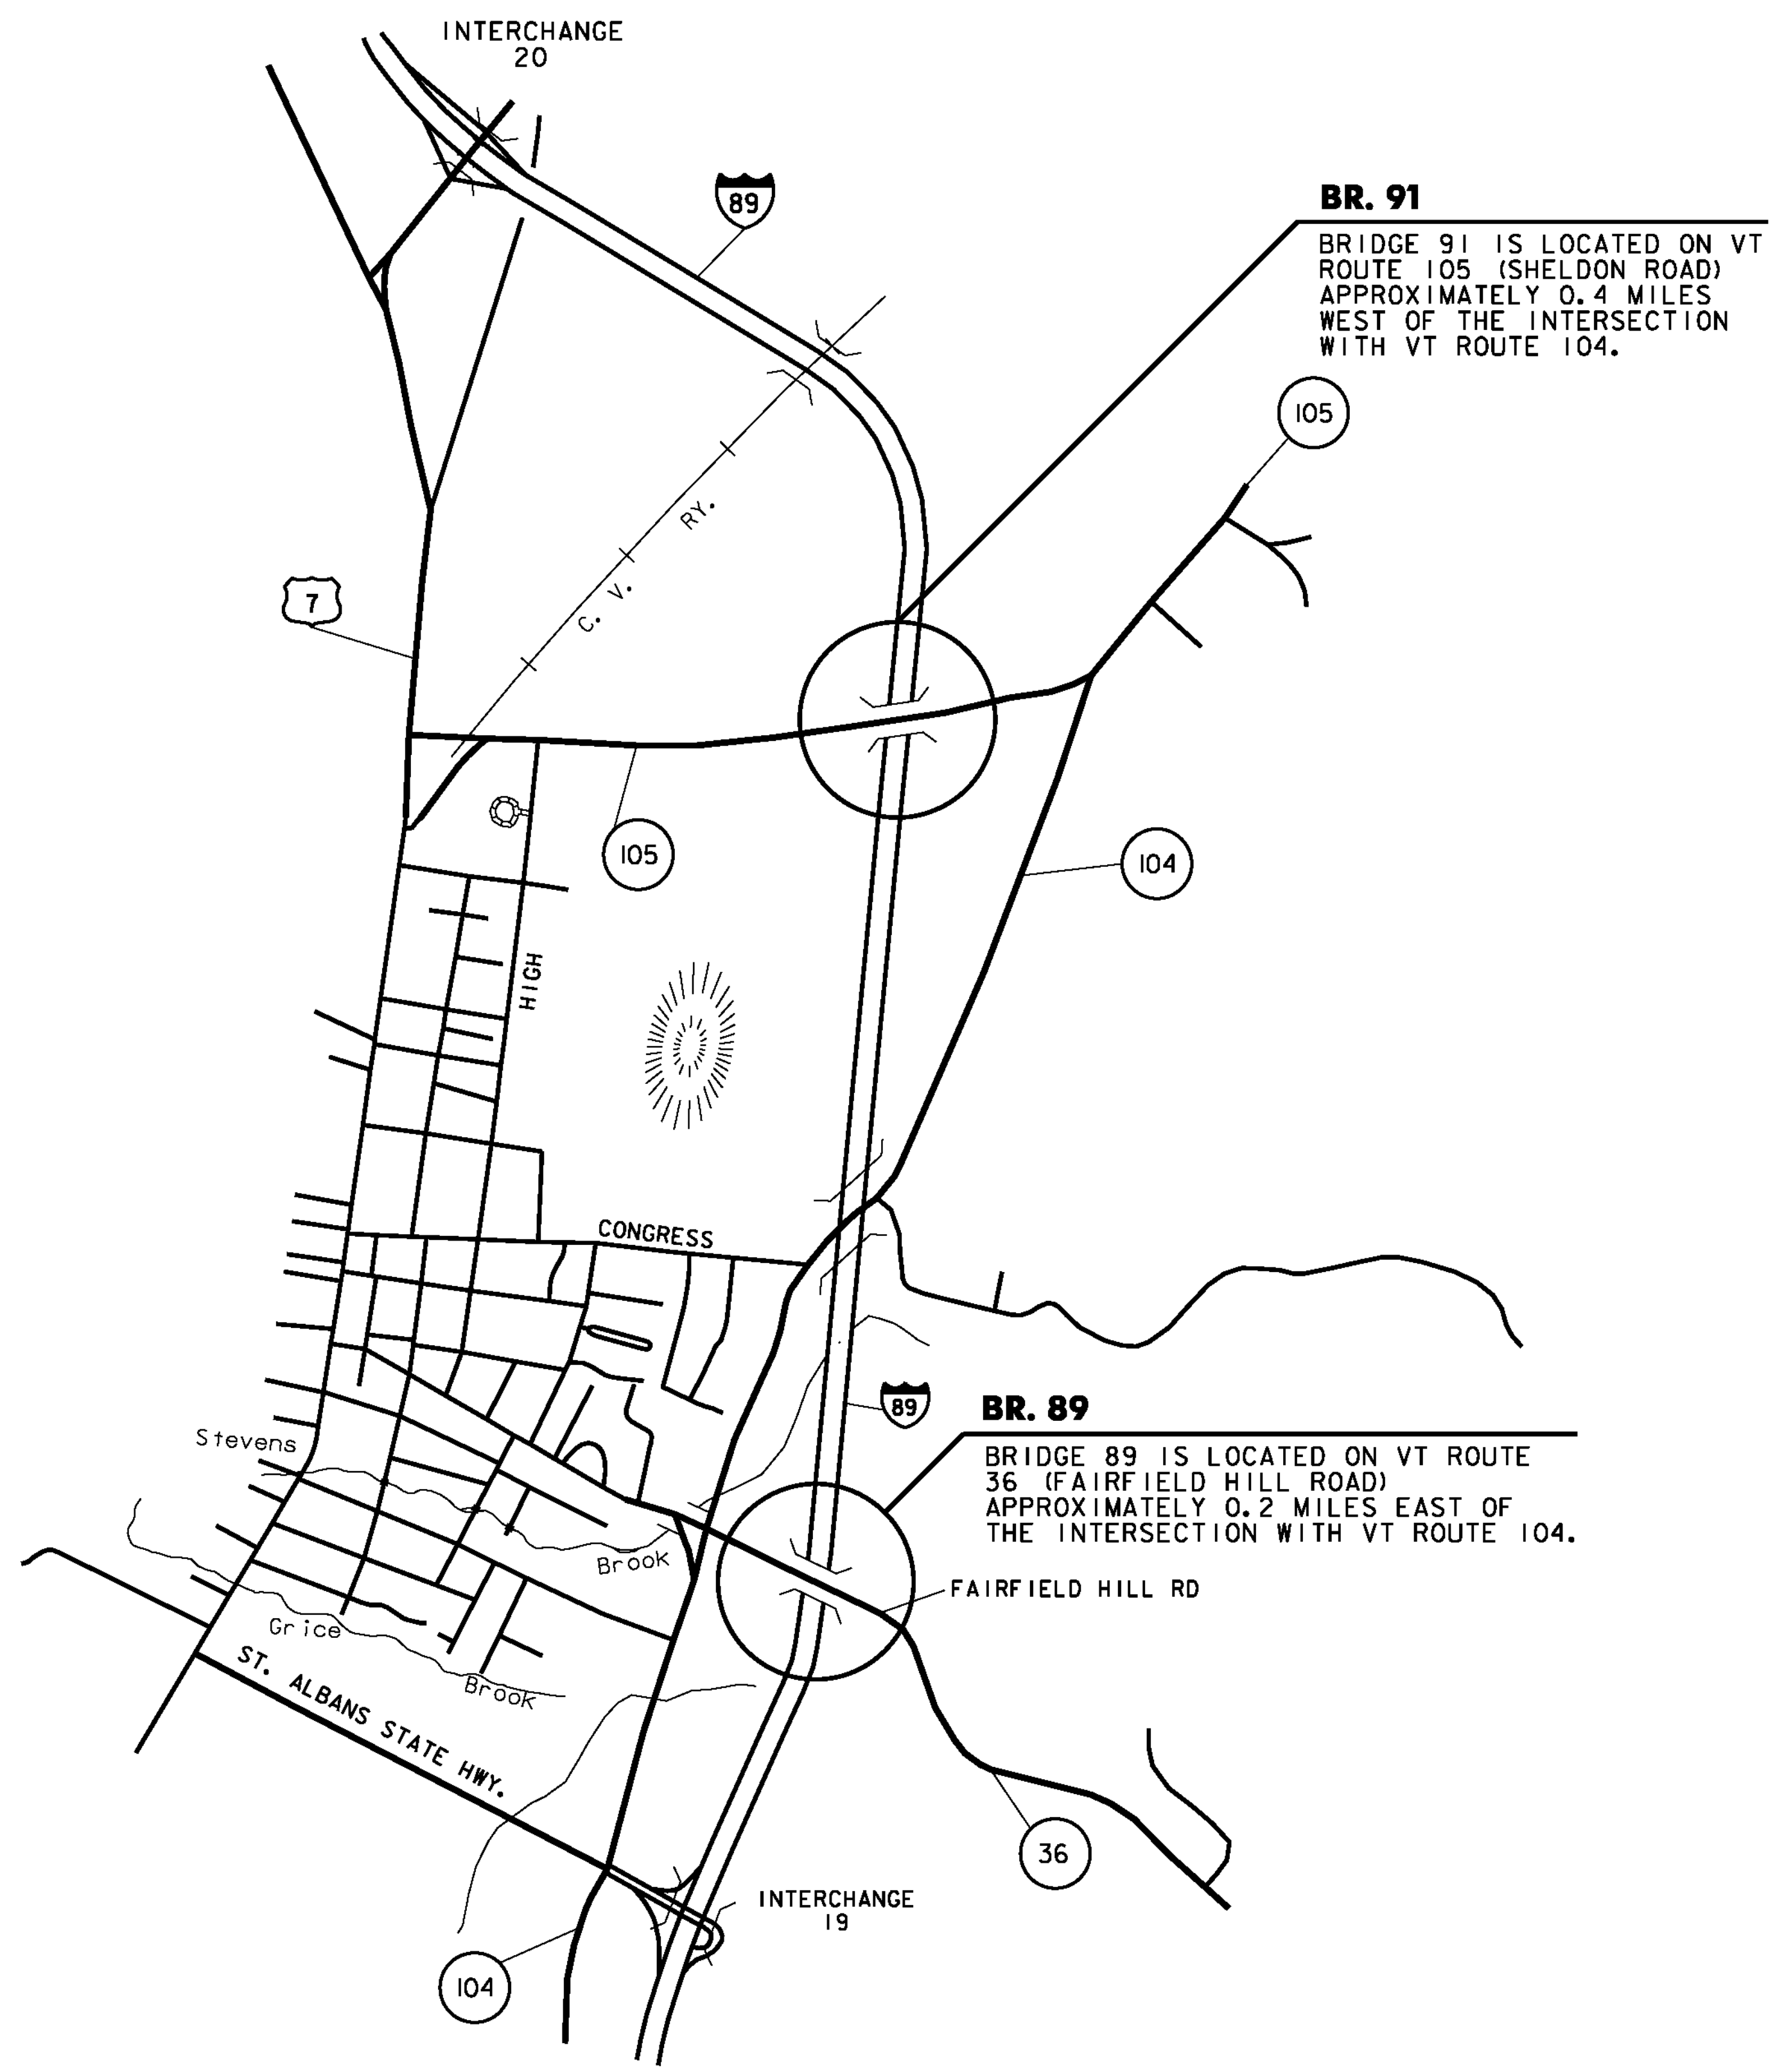 INTERCHANGE
20
89
BR. 91
BRIDGE 91 IS LOCATED ON VT
ROUTE 105 (SHELDON ROAD)
APPROXIMATELY 0.4 MILES
WEST OF THE INTERSECTION
WITH VT ROUTE 104.
105
C. V. RY.
7
105
104
HIGH
CONGRESS
89
BR. 89
BRIDGE 89 IS LOCATED ON VT ROUTE
36 (FAIRFIELD HILL ROAD)
APPROXIMATELY 0.2 MILES EAST OF
THE INTERSECTION WITH VT ROUTE 104.
Stevens
Brook
FAIRFIELD HILL RD
Grice
Brook
ST. ALBANS STATE HWY.
36
INTERCHANGE
19
104